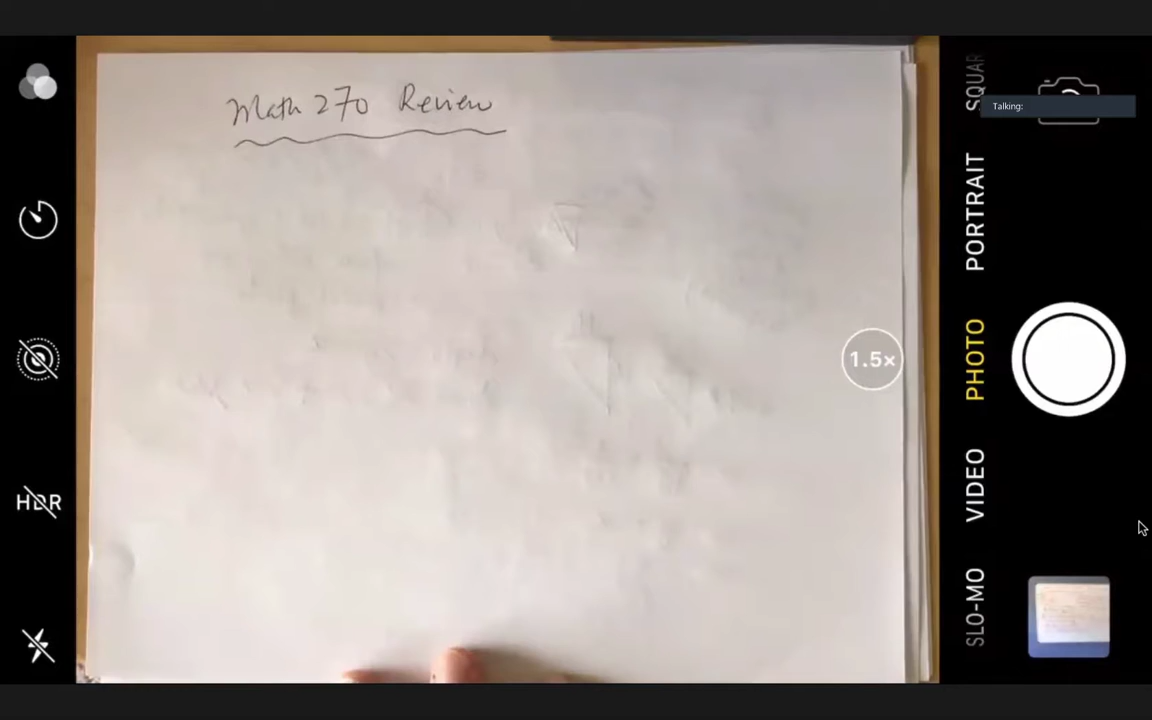 Math 270 Review
SQUAR
Talking:
PORTRAIT
1.5×
PHOTO
HDR
VIDEO
SLO-MO